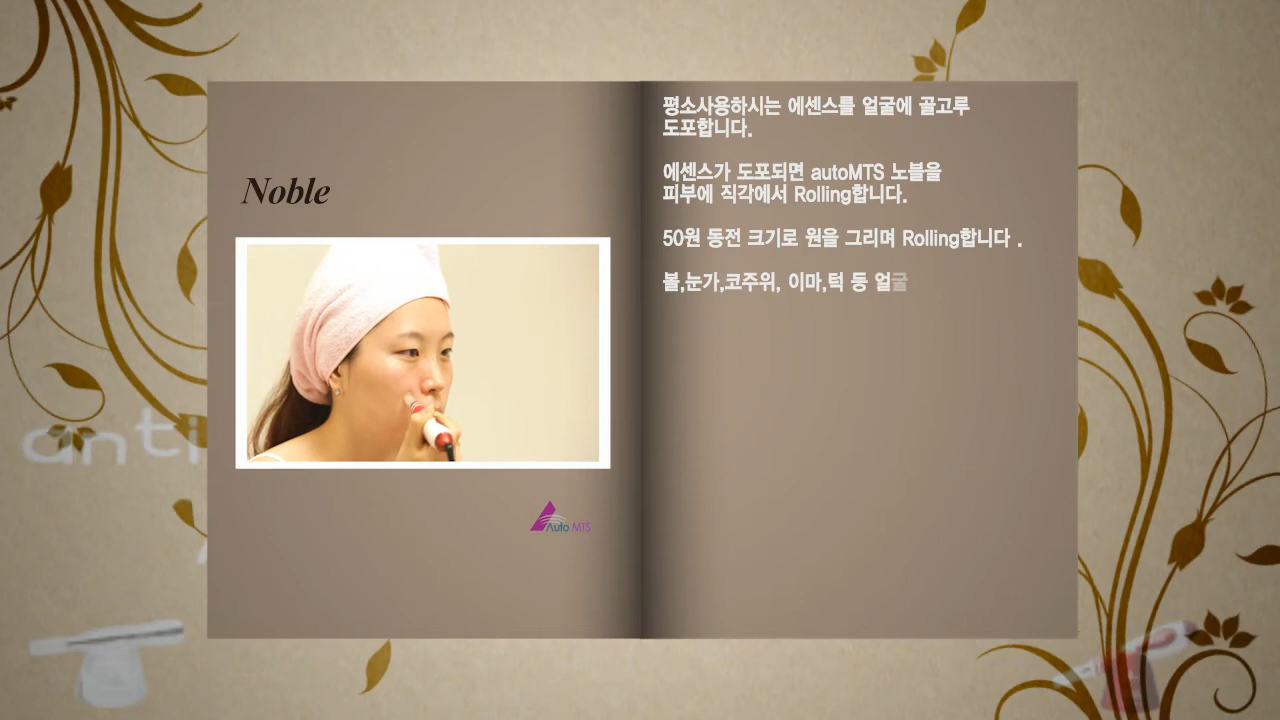 Noble
Auto MTS
평소사용하시는 에센스를 얼굴에 골고루
도포합니다.
에센스가 도포되면 autoMTS 노블을
피부에 직각에서 Rolling합니다.
50원 동전 크기로 원을 그리며 Rolling합니다 .
볼,눈가,코주위, 이마,턱 등 얼굴
anti